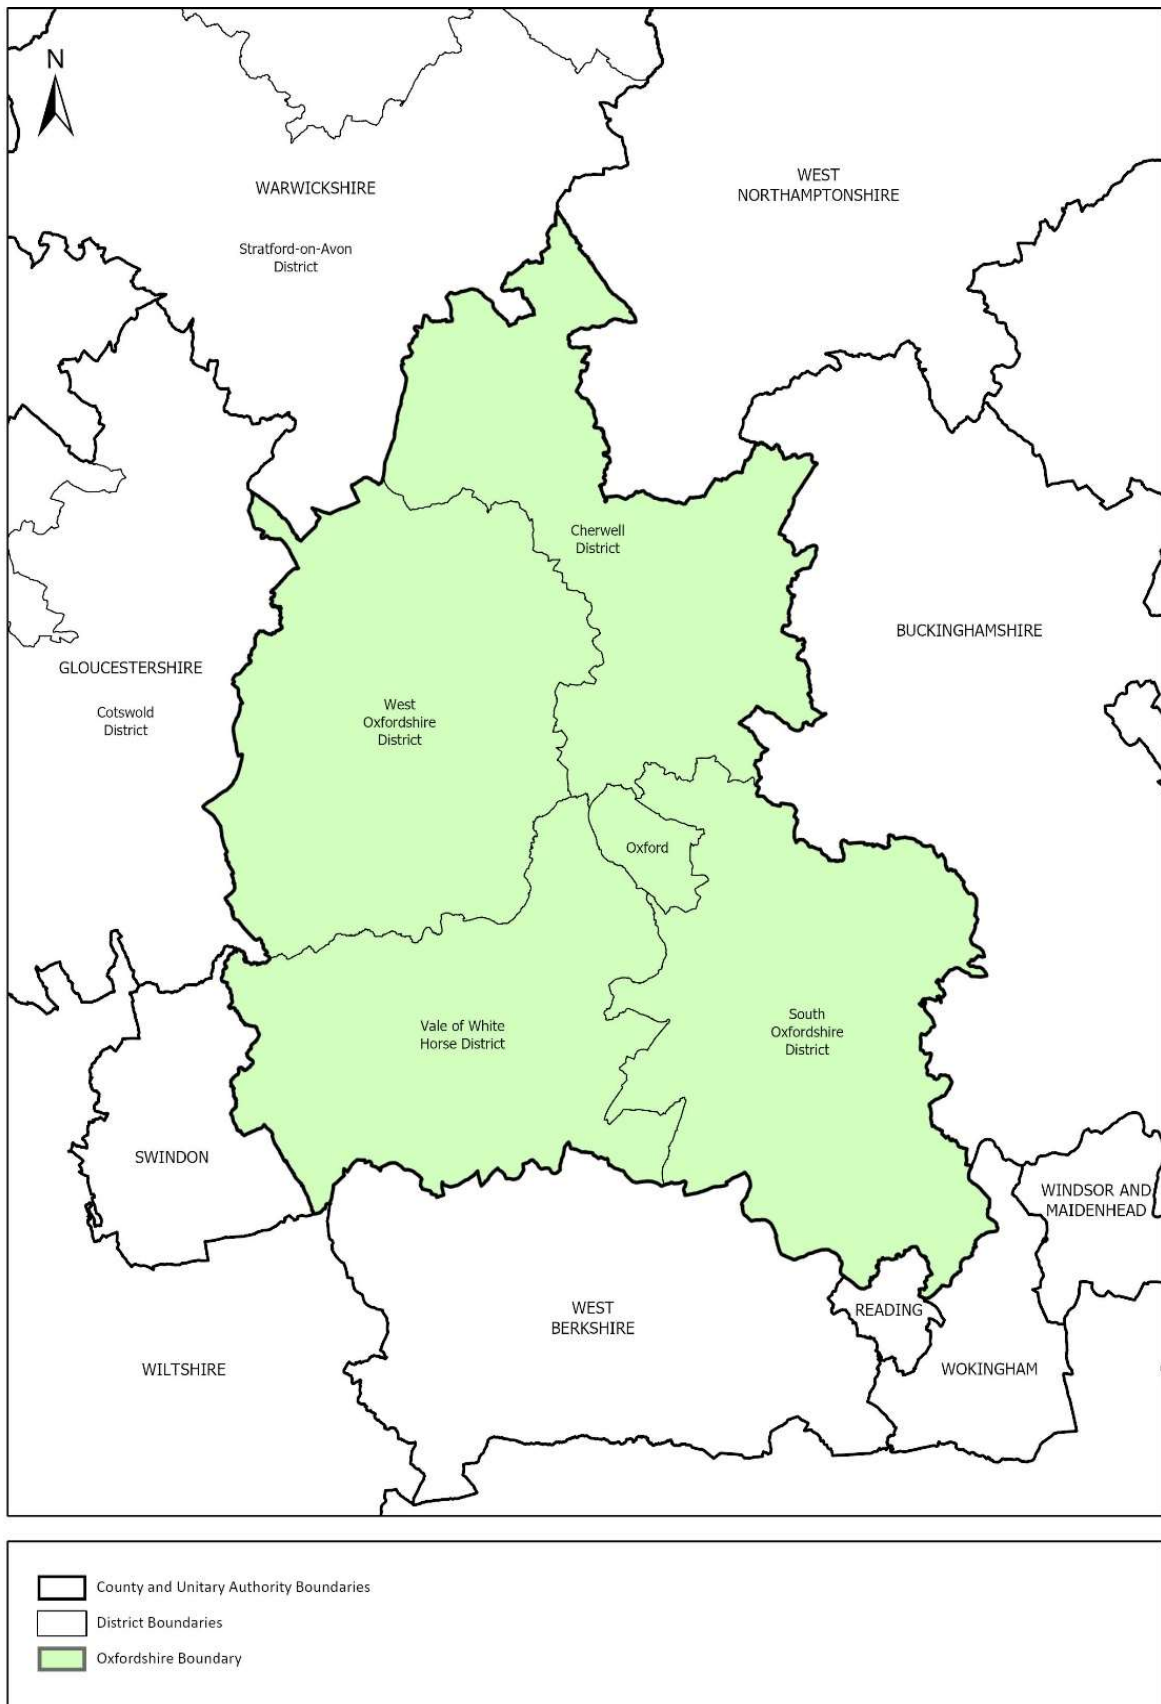 N
WARWICKSHIRE
WEST
NORTHAMPTONSHIRE
Stratford-on-Avon
District
Cherwell
District
BUCKINGHAMSHIRE
GLOUCESTERSHIRE
Cotswold
District
West
Oxfordshire
District
Oxford
Vale of White
Horse District
South
Oxfordshire
District
SWINDON
WINDSOR AND
MAIDENHEAD
WEST
BERKSHIRE
READING
WILTSHIRE
WOKINGHAM
County and Unitary Authority Boundaries
District Boundaries
Oxfordshire Boundary